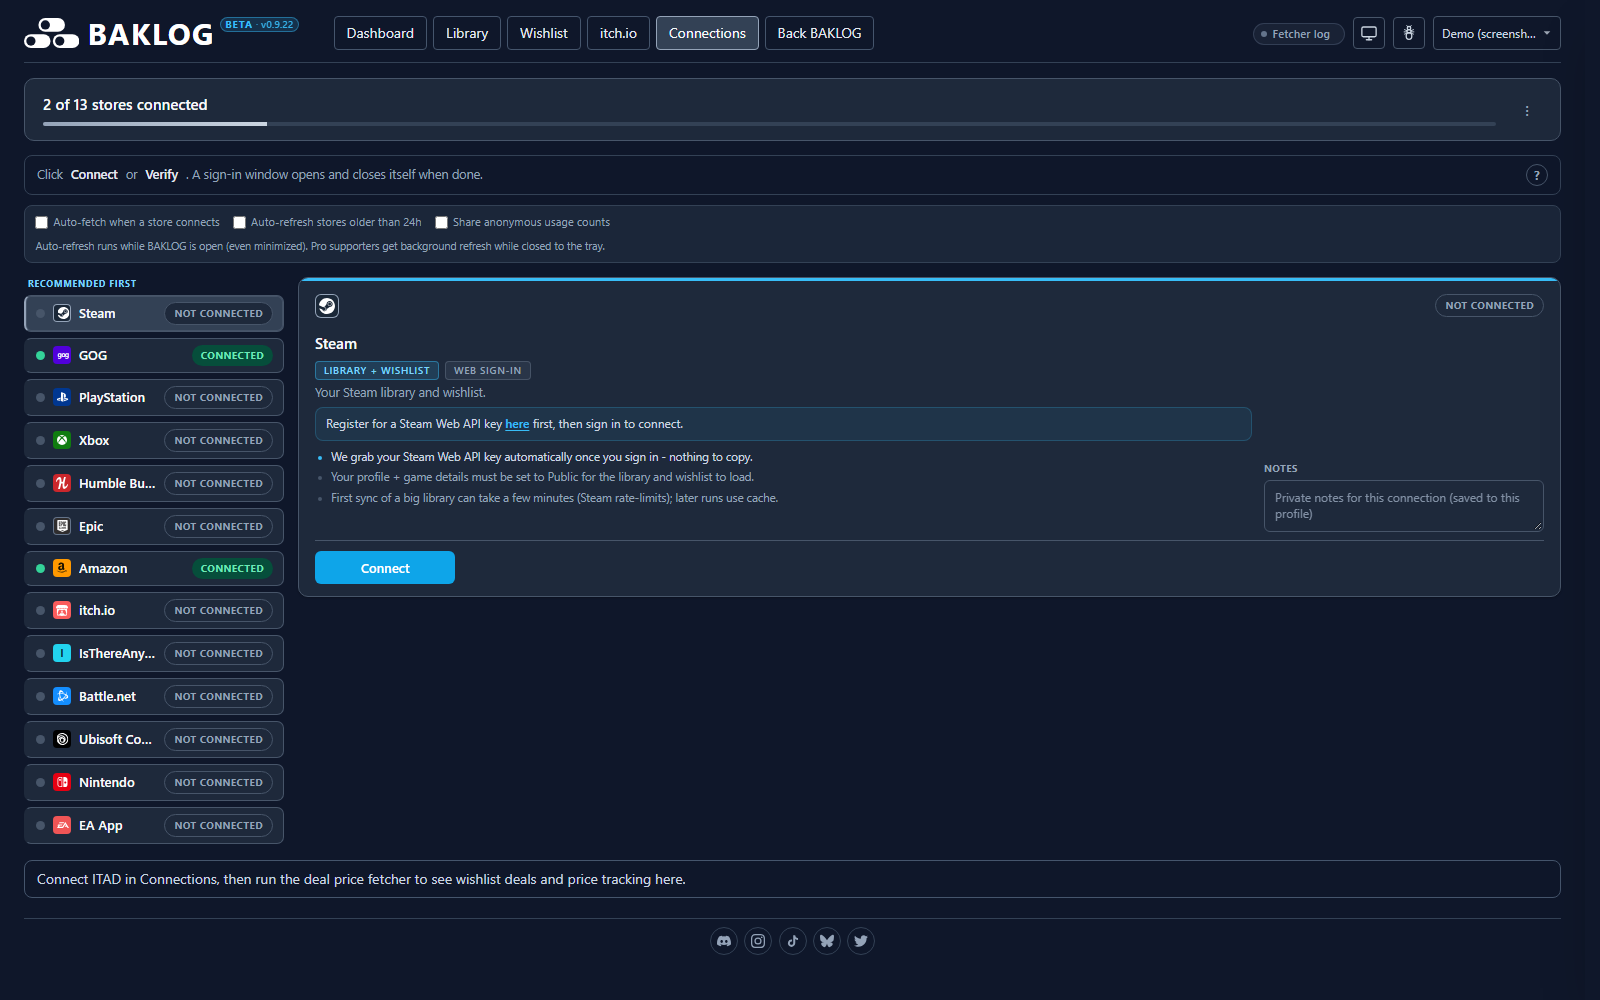 BAKLOG BETA · v0.9.22
Dashboard Library Wishlist itch.io Connections Back BAKLOG
Fetcher log
Demo (screensh...
2 of 13 stores connected
Click Connect or Verify . A sign-in window opens and closes itself when done.
?
Auto-fetch when a store connects Auto-refresh stores older than 24h Share anonymous usage counts
Auto-refresh runs while BAKLOG is open (even minimized). Pro supporters get background refresh while closed to the tray.
RECOMMENDED FIRST
Steam NOT CONNECTED
gog GOG CONNECTED
PlayStation NOT CONNECTED
Xbox NOT CONNECTED
Humble Bu... NOT CONNECTED
EPIC Epic NOT CONNECTED
a Amazon CONNECTED
itch.io NOT CONNECTED
I IsThereAny... NOT CONNECTED
Battle.net NOT CONNECTED
Ubisoft Co... NOT CONNECTED
Nintendo NOT CONNECTED
EA EA App NOT CONNECTED
NOT CONNECTED
Steam
LIBRARY + WISHLIST WEB SIGN-IN
Your Steam library and wishlist.
Register for a Steam Web API key here first, then sign in to connect.
We grab your Steam Web API key automatically once you sign in - nothing to copy.
Your profile + game details must be set to Public for the library and wishlist to load.
First sync of a big library can take a few minutes (Steam rate-limits); later runs use cache.
NOTES
Private notes for this connection (saved to this
profile)
Connect
Connect ITAD in Connections, then run the deal price fetcher to see wishlist deals and price tracking here.